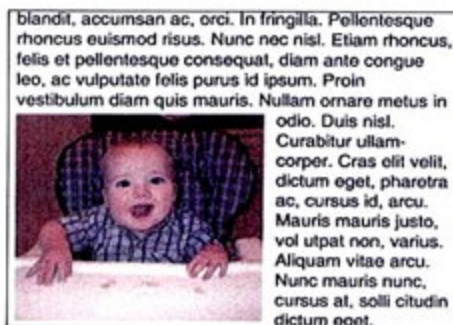 blandit, accumsan ac, orci. In fringilla. Pellentesque
rhoncus euismod risus. Nunc nec nisl. Etiam rhoncus,
felis et pellentesque consequat, diam ante congue
leo, ac vulputate felis purus id ipsum. Proin
vestibulum diam quis mauris. Nullam ornare metus in
odio. Duis nisl.
Curabitur ullam-
corper. Cras elit velit,
dictum eget, pharetra
ac, cursus id, arcu.
Mauris mauris justo,
vol utpat non, varius.
Aliquam vitae arcu.
Nunc mauris nunc,
cursus at, solli citudin
dictum eget.